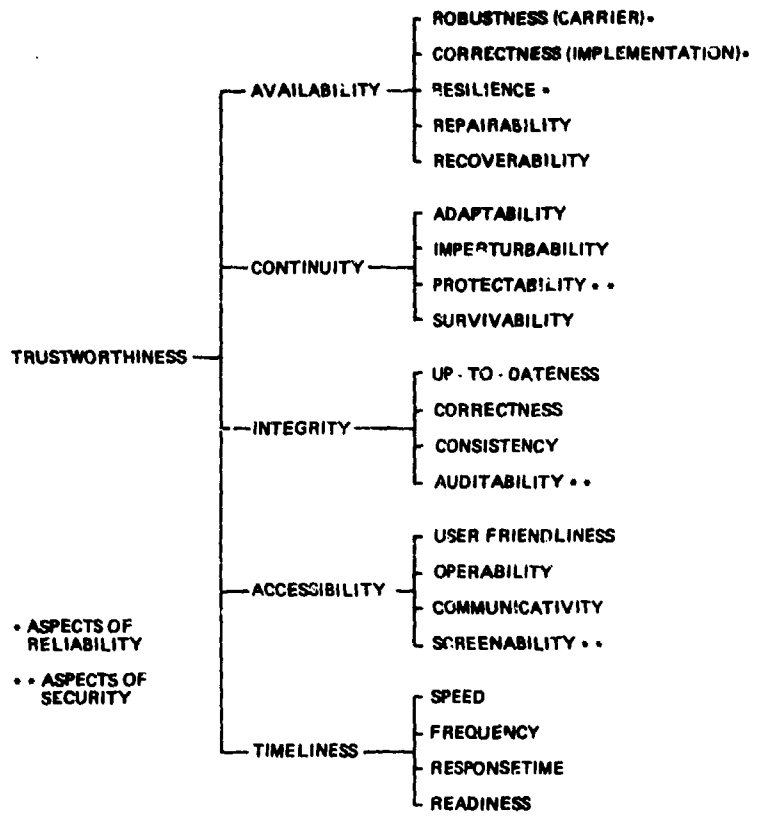 ROBUSTNESS (CARRIER) *
CORRECTNESS (IMPLEMENTATION) *
AVAILABILITY
RESILIENCE *
REPAIRABILITY
RECOVERABILITY
ADAPTABILITY
IMPERTURBABILITY
CONTINUITY
PROTECTABILITY * *
SURVIVABILITY
TRUSTWORTHINESS
UP - TO - DATENESS
CORRECTNESS
INTEGRITY
CONSISTENCY
AUDITABILITY * *
USER FRIENDLINESS
OPERABILITY
ACCESSIBILITY
COMMUNICATIVITY
SCREENABILITY * *
* ASPECTS OF
RELIABILITY
* * ASPECTS OF
SECURITY
SPEED
FREQUENCY
TIMELINESS
RESPONSETIME
READINESS